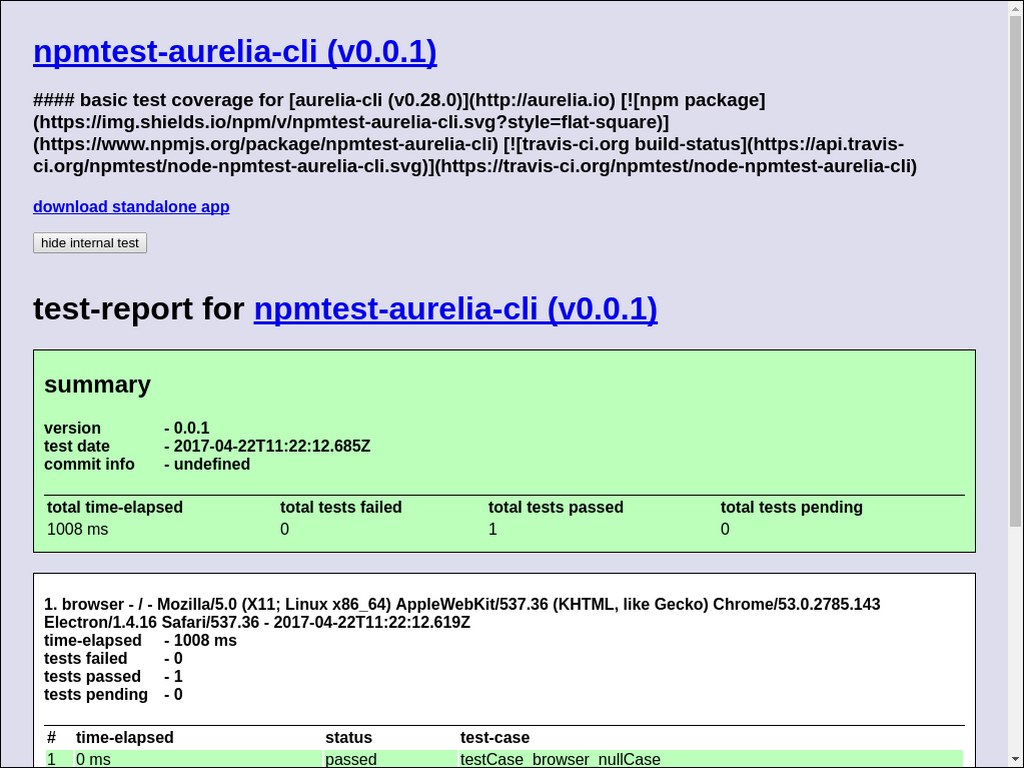 npmtest-aurelia-cli (v0.0.1)
#### basic test coverage for [aurelia-cli (v0.28.0)](http://aurelia.io) [![npm package]
(https://img.shields.io/npm/v/npmtest-aurelia-cli.svg?style=flat-square)]
(https://www.npmjs.org/package/npmtest-aurelia-cli) [![travis-ci.org build-status](https://api.travis-
ci.org/npmtest/node-npmtest-aurelia-cli.svg)](https://travis-ci.org/npmtest/node-npmtest-aurelia-cli)
download standalone app
hide internal test
test-report for npmtest-aurelia-cli (v0.0.1)
summary
version - 0.0.1
test date - 2017-04-22T11:22:12.685Z
commit info - undefined
total time-elapsed total tests failed total tests passed total tests pending
1008 ms 0 1 0
1. browser - / - Mozilla/5.0 (X11; Linux x86_64) AppleWebKit/537.36 (KHTML, like Gecko) Chrome/53.0.2785.143
Electron/1.4.16 Safari/537.36 - 2017-04-22T11:22:12.619Z
time-elapsed - 1008 ms
tests failed - 0
tests passed - 1
tests pending - 0
# time-elapsed status test-case
1 0 ms passed testCase_browser_nullCase